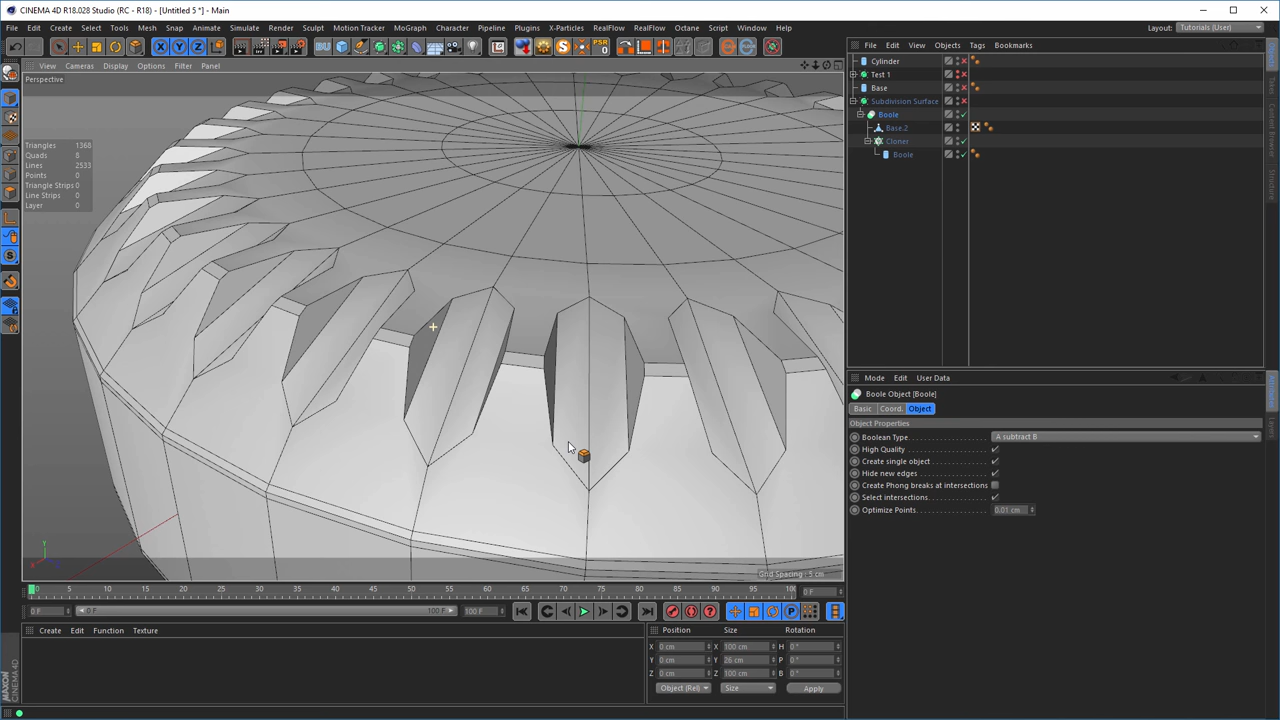 CINEMA 4D R18.028 Studio (RC - R18) - [Untitled 5 *] - Main
File Edit Create Select Tools Mesh Snap Animate Simulate Render Sculpt Motion Tracker MoGraph Character Pipeline Plugins X-Particles RealFlow RealFlow Octane Script Window Help
Layout: Tutorials (User)
PSR
0
View Cameras Display Options Filter Panel
File Edit View Objects Tags Bookmarks
Perspective
Cylinder
Test 1
Base
Subdivision Surface
Boole
Base.2
Cloner
Boole
Triangles 1368
Quads 8
Lines 2533
Points 0
Triangle Strips 0
Line Strips 0
Layer 0
Objects
Takes
Content Browser
Structure
Mode Edit User Data
Boole Object [Boole]
Basic Coord. Object
Object Properties
Boolean Type A subtract B
High Quality
Create single object
Hide new edges
Create Phong breaks at intersections
Select intersections
Optimize Points 0.01 cm
Attributes
Layers
Y
X
Grid Spacing : 5 cm
0 5 10 15 20 25 30 35 40 45 50 55 60 65 70 75 80 85 90 95 100
0 F
0 F 0 F 100 F 100 F
Create Edit Function Texture
Position Size Rotation
X 0 cm X 100 cm H 0 °
Y 0 cm Y 26 cm P 0 °
Z 0 cm Z 100 cm B 0 °
Object (Rel) Size Apply
MAXON
CINEMA 4D